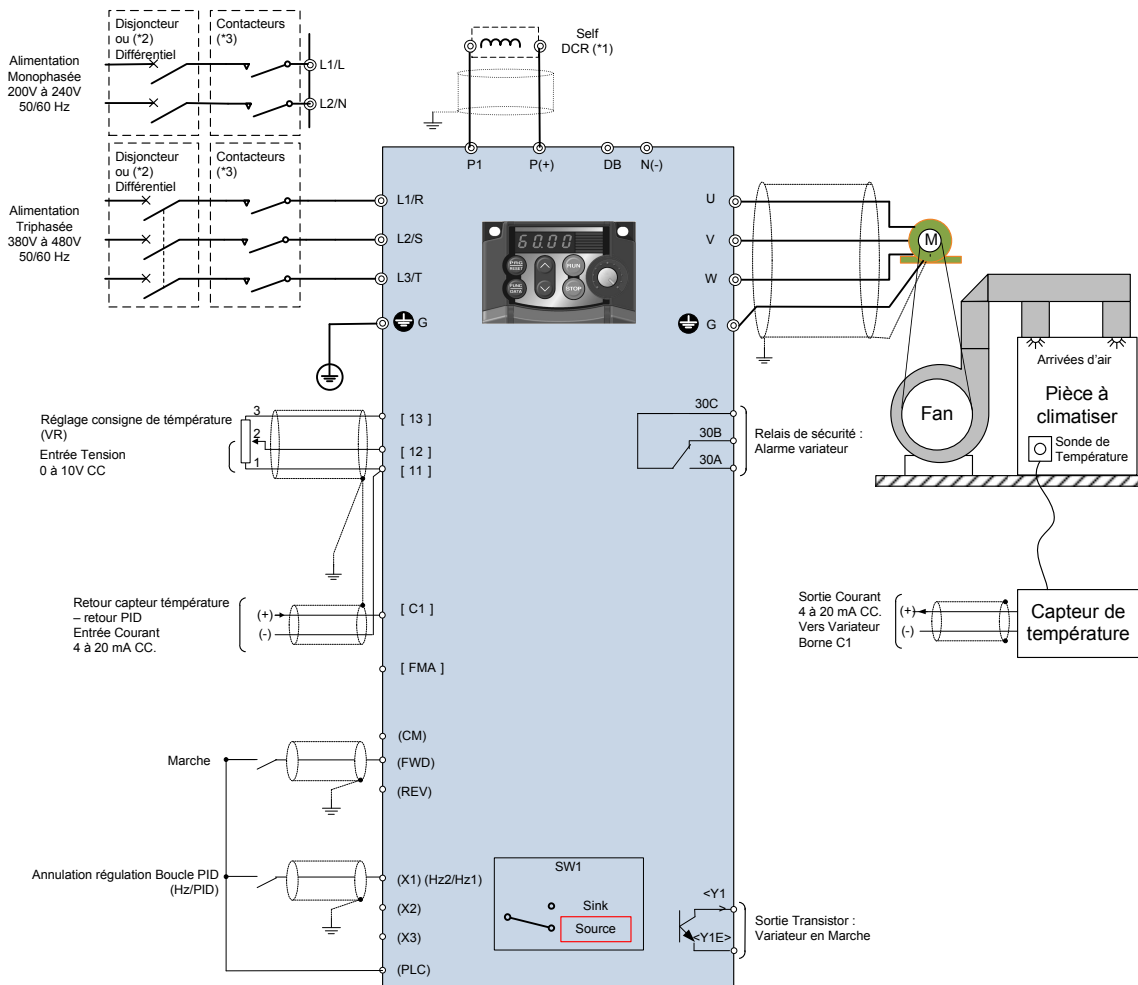 Disjoncteur
ou (*2)
Différentiel
Contacteurs
(*3)
Alimentation
Monophasée
200V à 240V
50/60 Hz
L1/L
L2/N
Self
DCR (*1)
P1
P(+)
DB
N(-)
Disjoncteur
ou (*2)
Différentiel
Contacteurs
(*3)
Alimentation
Triphasée
380V à 480V
50/60 Hz
L1/R
L2/S
L3/T
G
60.00
PRG
RESET
RUN
FUNC
DATA
STOP
U
V
W
G
M
Arrivées d'air
Pièce à
climatiser
Sonde de
Température
Fan
Réglage consigne de témpérature
(VR)
Entrée Tension
0 à 10V CC
3
2
1
[ 13 ]
[ 12 ]
[ 11 ]
30C
30B
30A
Relais de sécurité :
Alarme variateur
Retour capteur témpérature
– retour PID
Entrée Courant
4 à 20 mA CC.
(+)
(-)
[ C1 ]
[ FMA ]
Sortie Courant
4 à 20 mA CC.
Vers Variateur
Borne C1
(+)
(-)
Capteur de
température
Marche
(CM)
(FWD)
(REV)
Annulation régulation Boucle PID
(Hz/PID)
(X1) (Hz2/Hz1)
(X2)
(X3)
(PLC)
SW1
Sink
Source
<Y1
<Y1E>
Sortie Transistor :
Variateur en Marche